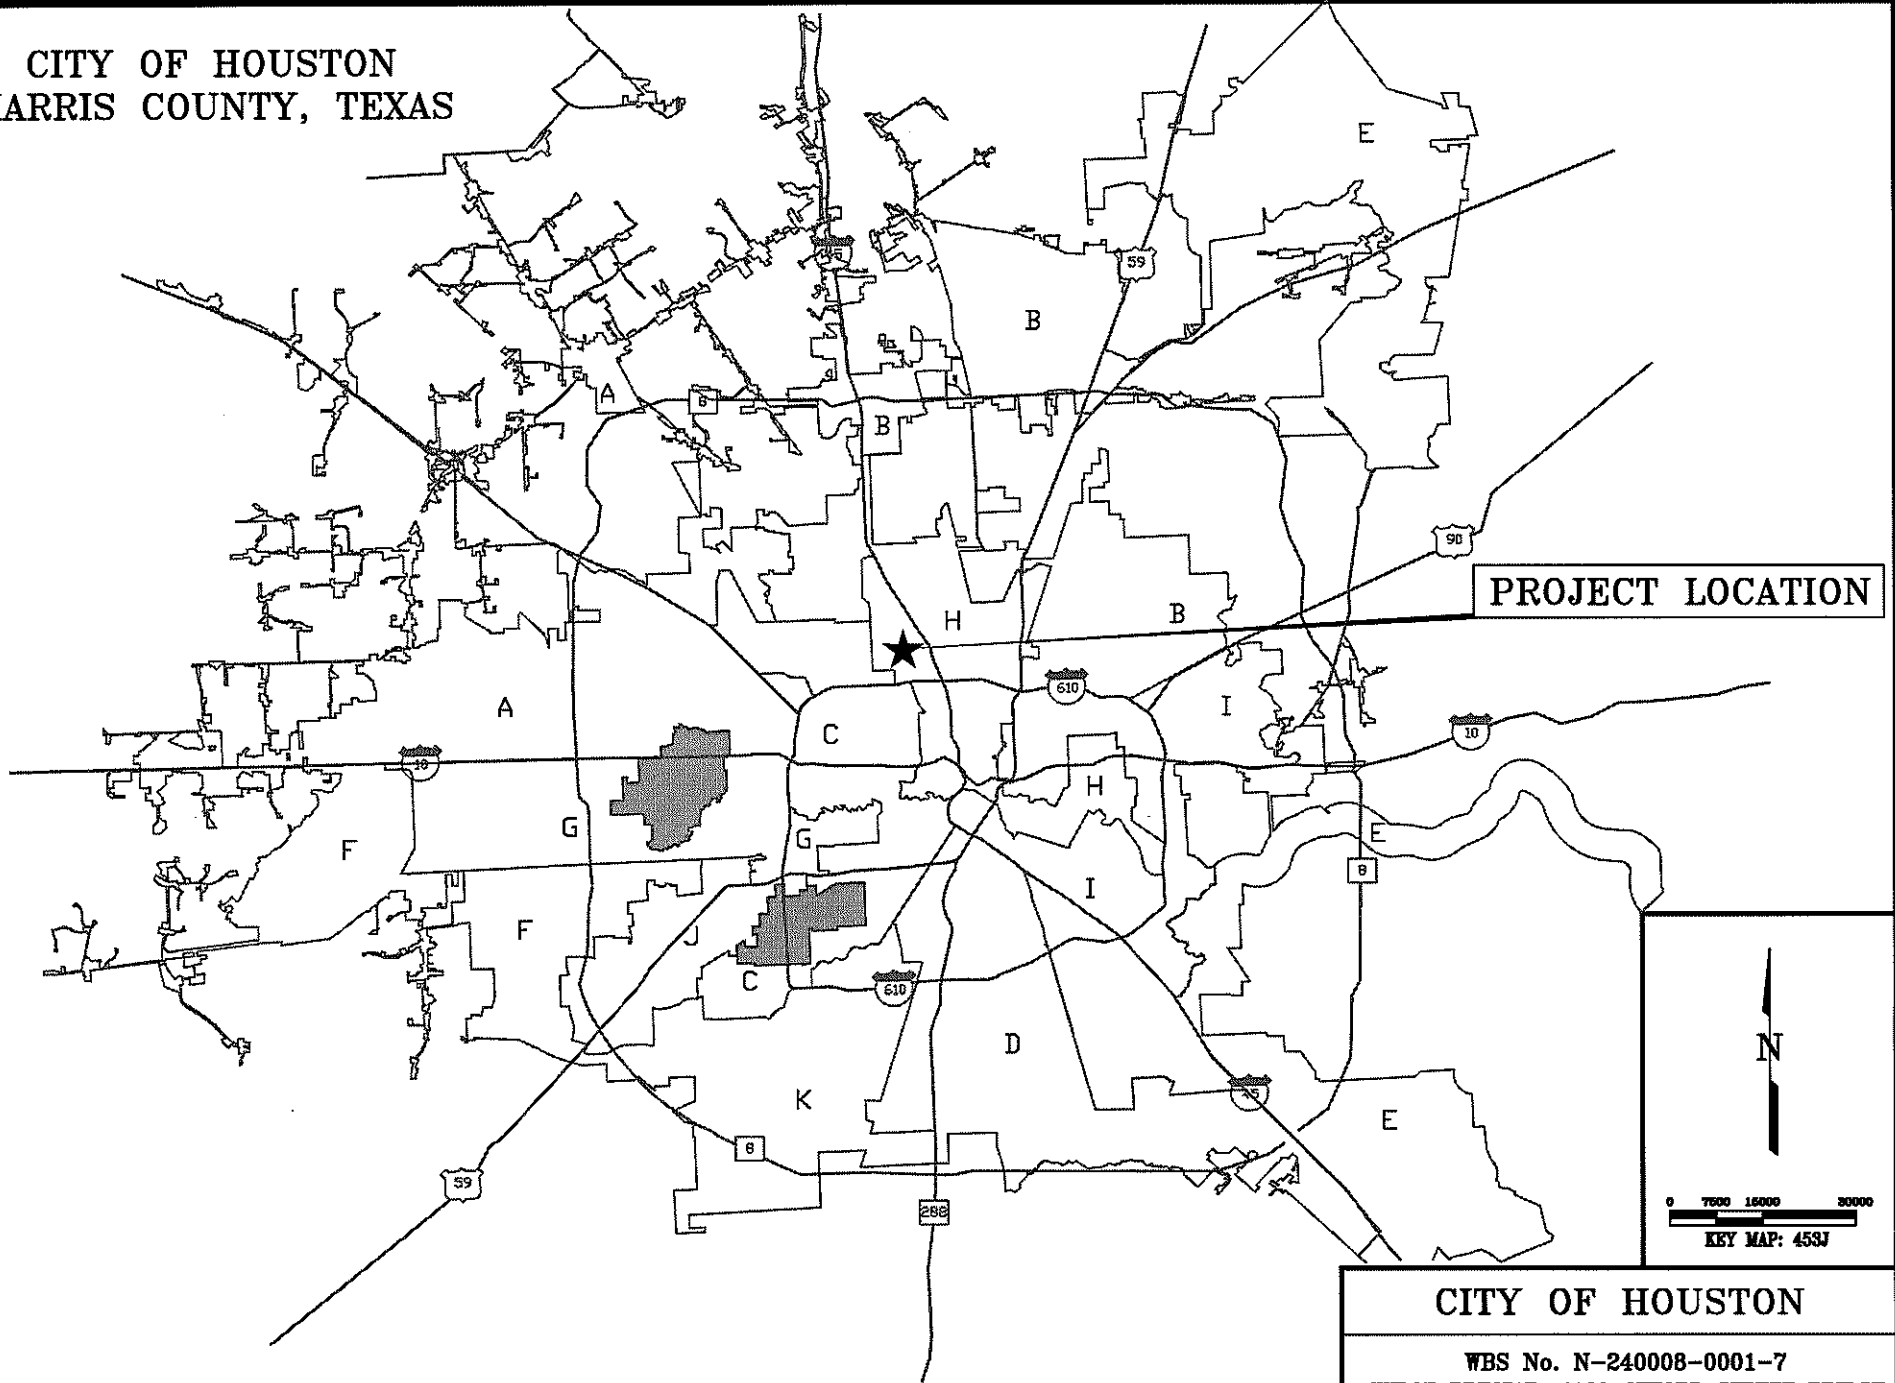 CITY OF HOUSTON
HARRIS COUNTY, TEXAS
E
59
B
A
8
B
90
PROJECT LOCATION
H
B
610
A
C
I
10
10
H
G
G
F
E
8
I
F
J
C
610
D
N
45
K
E
8
59
288
0 7500 15000 30000
KEY MAP: 453J
CITY OF HOUSTON
WBS No. N-240008-0001-7